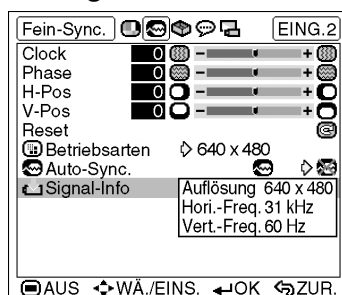 Fein-Sync. EING.2
Clock 0 - +
Phase 0 - +
H-Pos 0 - +
V-Pos 0 - +
Reset
Betriebsarten 640 x 480
Auto-Sync.
Signal-Info
Auflösung 640 x 480
Hori.-Freq. 31 kHz
Vert.-Freq. 60 Hz
AUS WÄ./EINS. OK ZUR.